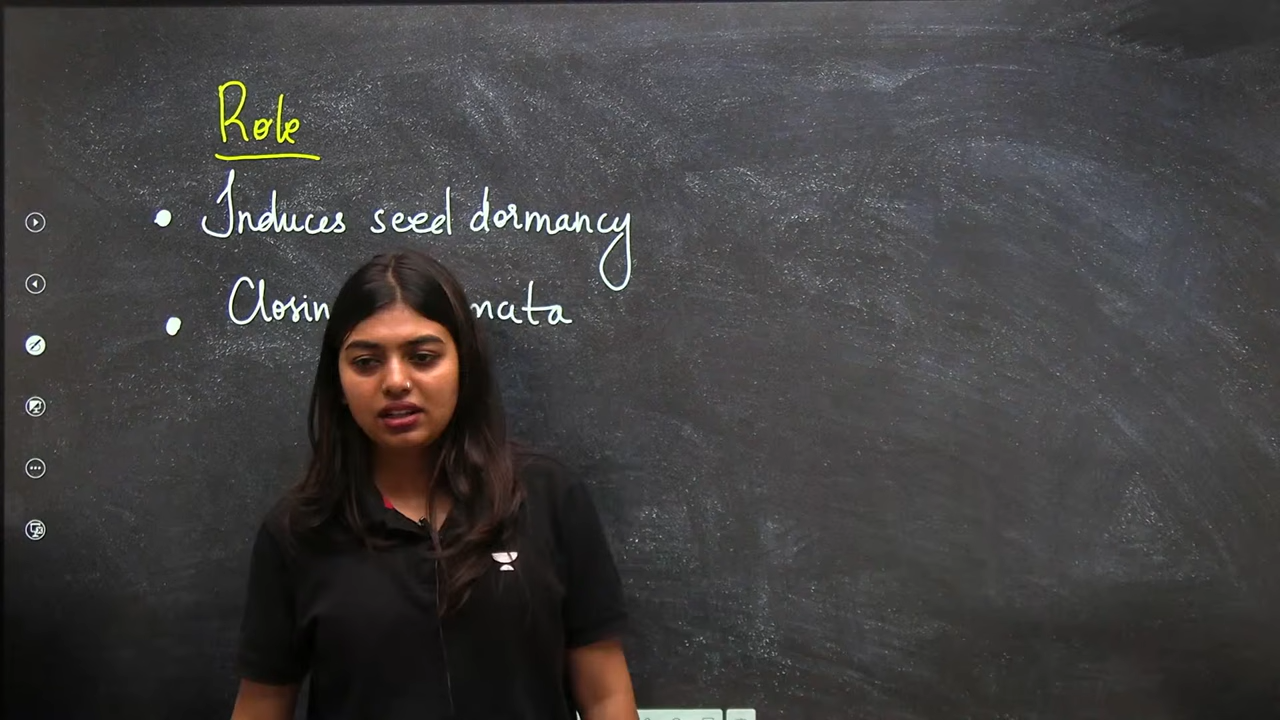 Role
• Induces seed dormancy
• Closin mata